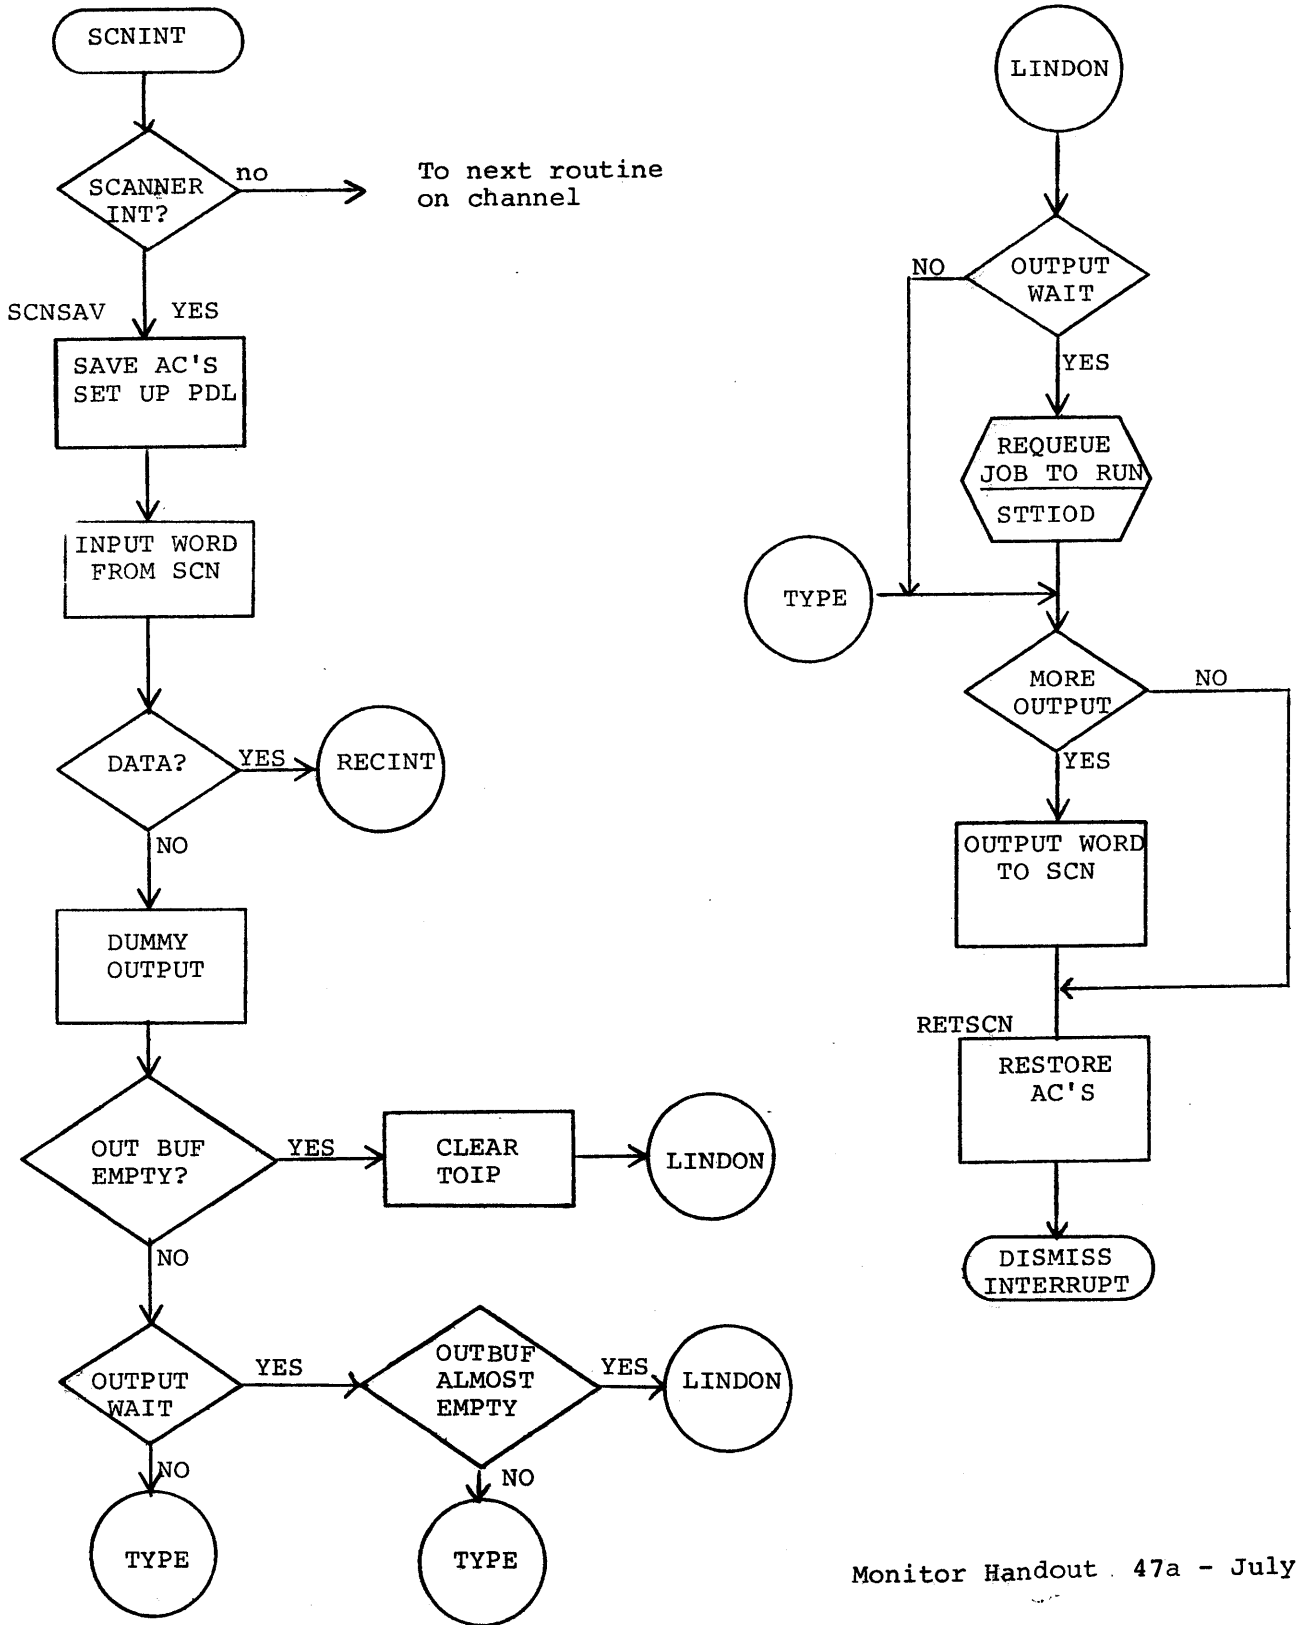 SCNINT
SCANNER
INT?
no
To next routine
on channel
SCNSAV
YES
SAVE AC'S
SET UP PDL
INPUT WORD
FROM SCN
DATA?
YES
RECINT
NO
DUMMY
OUTPUT
OUT BUF
EMPTY?
YES
CLEAR
TOIP
LINDON
NO
OUTPUT
WAIT
YES
OUTBUF
ALMOST
EMPTY
YES
LINDON
NO
TYPE
NO
TYPE
LINDON
OUTPUT
WAIT
NO
YES
REQUEUE
JOB TO RUN
STTIOD
TYPE
MORE
OUTPUT
NO
YES
OUTPUT WORD
TO SCN
RETSCN
RESTORE
AC'S
DISMISS
INTERRUPT
Monitor Handout 47a - July